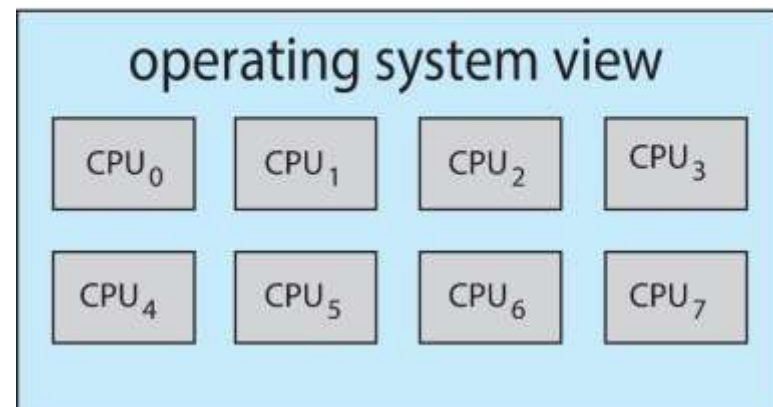 operating system view
CPU₀ CPU₁ CPU₂ CPU₃
CPU₄ CPU₅ CPU₆ CPU₇